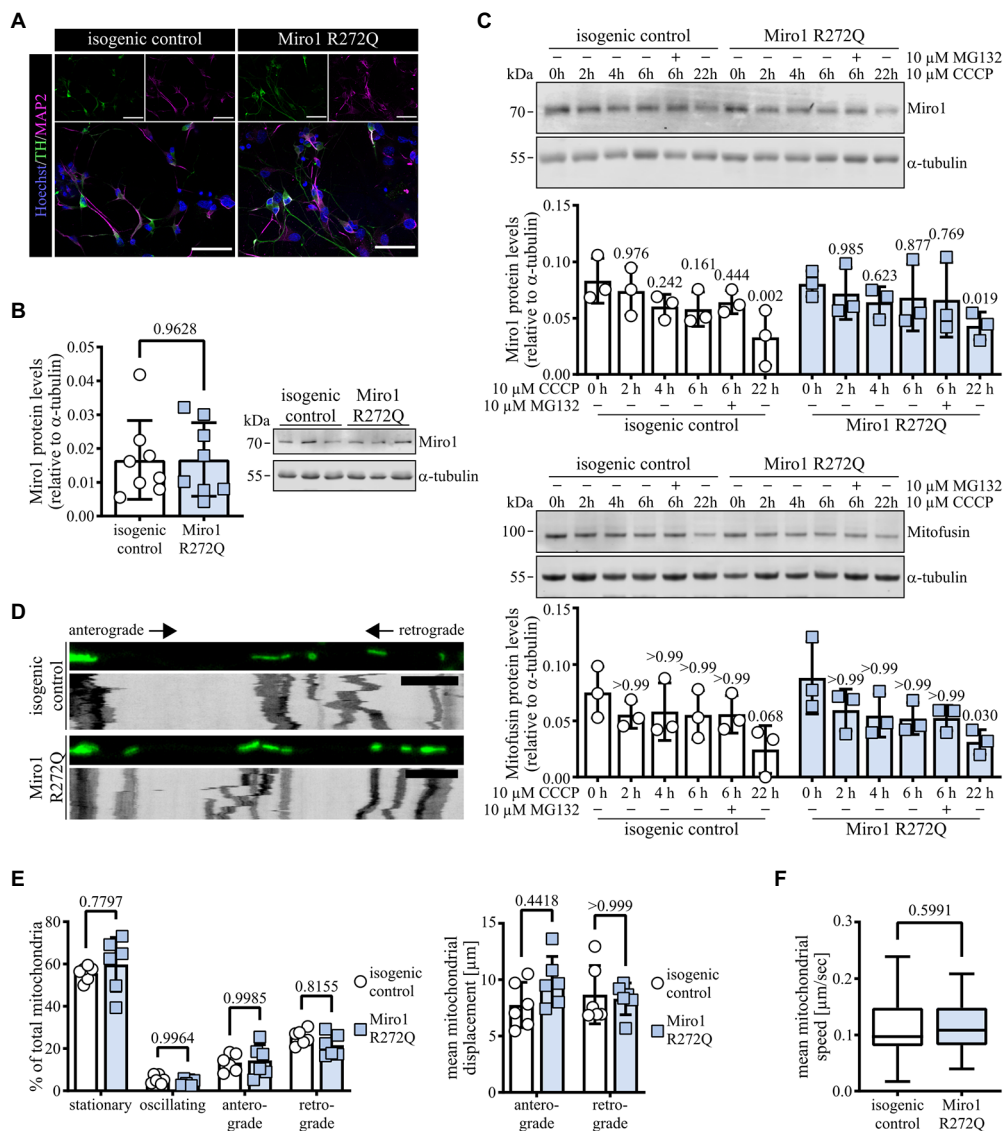 A
isogenic control
Miro1 R272Q
Hoechst/TH/MAP2
B
0.9628
Miro1 protein levels
(relative to α-tubulin)
0.05
0.04
0.03
0.02
0.01
0.00
isogenic
control
Miro1
R272Q
isogenic
control
Miro1
R272Q
kDa
70
Miro1
55
α-tubulin
C
isogenic control
Miro1 R272Q
− − − − + − − − − − + − 10 µM MG132
kDa 0h 2h 4h 6h 6h 22h 0h 2h 4h 6h 6h 22h 10 µM CCCP
70
Miro1
55
α-tubulin
Miro1 protein levels
(relative to α-tubulin)
0.15
0.10
0.05
0.00
0.976
0.242
0.161
0.444
0.002
0.985
0.623
0.877
0.769
0.019
10 µM CCCP 0 h 2 h 4 h 6 h 6 h 22 h 0 h 2 h 4 h 6 h 6 h 22 h
10 µM MG132 − − − − + − − − − − + −
isogenic control
Miro1 R272Q
isogenic control
Miro1 R272Q
− − − − + − − − − − + − 10 µM MG132
kDa 0h 2h 4h 6h 6h 22h 0h 2h 4h 6h 6h 22h 10 µM CCCP
100
Mitofusin
55
α-tubulin
Mitofusin protein levels
(relative to α-tubulin)
0.15
0.10
0.05
0.00
>0.99
>0.99
>0.99
>0.99
0.068
>0.99
>0.99
>0.99
>0.99
0.030
10 µM CCCP 0 h 2 h 4 h 6 h 6 h 22 h 0 h 2 h 4 h 6 h 6 h 22 h
10 µM MG132 − − − − + − − − − − + −
isogenic control
Miro1 R272Q
D
anterograde
retrograde
isogenic
control
Miro1
R272Q
E
% of total mitochondria
80
60
40
20
0
0.7797
0.9964
0.9985
0.8155
stationary
oscillating
antero-
grade
retro-
grade
isogenic
control
Miro1
R272Q
mean mitochondrial
displacement [µm]
15
10
5
0
0.4418
>0.999
antero-
grade
retro-
grade
isogenic
control
Miro1
R272Q
F
mean mitochondrial
speed [µm/sec]
0.3
0.2
0.1
0.0
0.5991
isogenic
control
Miro1
R272Q